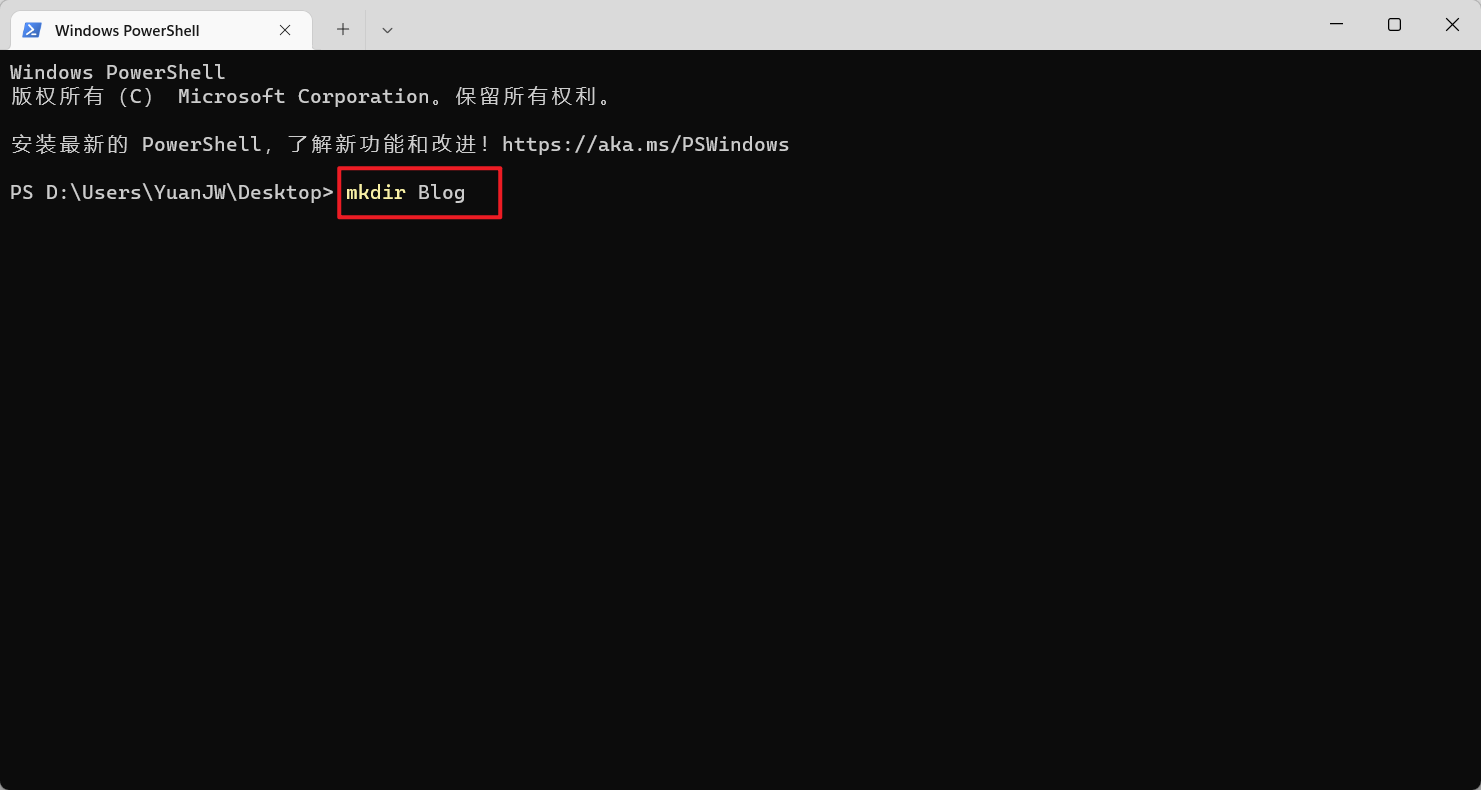 Windows PowerShell
Windows PowerShell
版权所有（C） Microsoft Corporation。保留所有权利。
安装最新的 PowerShell，了解新功能和改进！https://aka.ms/PSWindows
PS D:\Users\YuanJW\Desktop> mkdir Blog